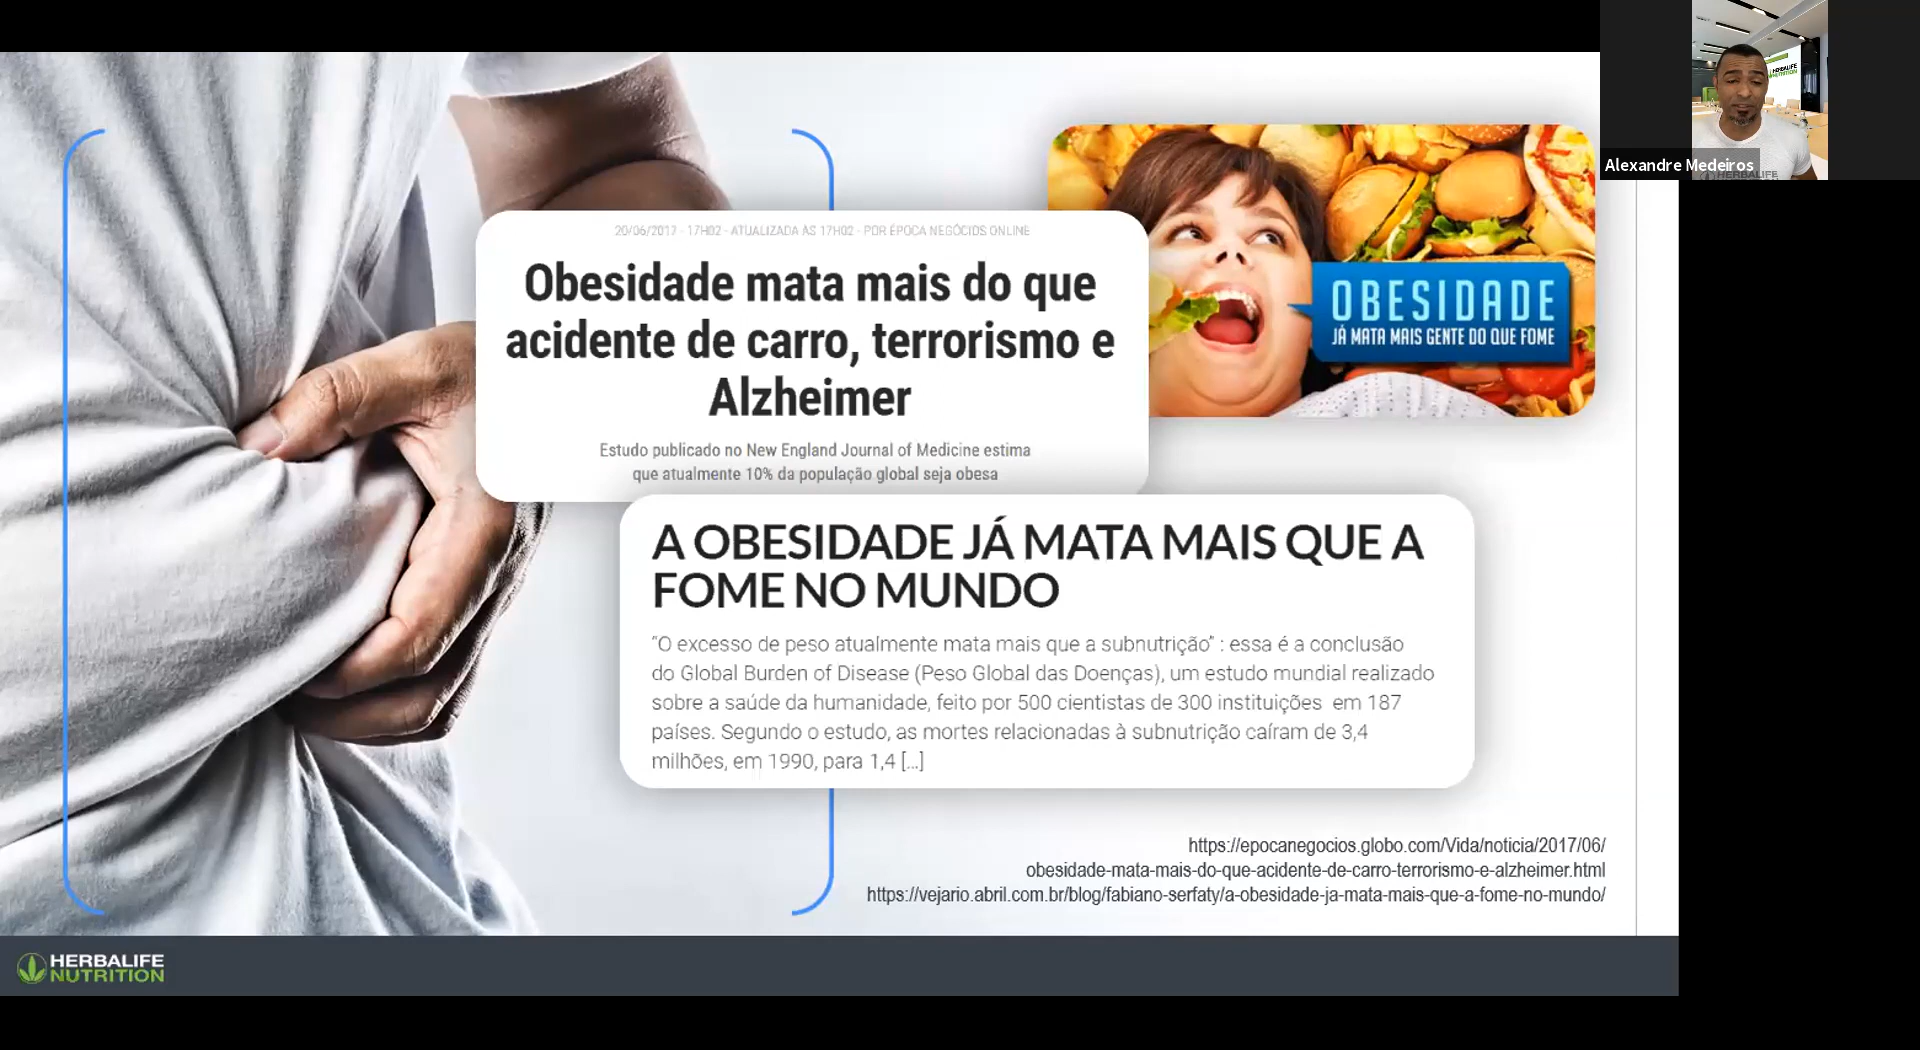 20/06/2017 - 17H02 - ATUALIZADA ÀS 17H02 - POR ÉPOCA NEGÓCIOS ONLINE
Obesidade mata mais do que
acidente de carro, terrorismo e
Alzheimer
Estudo publicado no New England Journal of Medicine estima
que atualmente 10% da população global seja obesa
OBESIDADE
JÁ MATA MAIS GENTE DO QUE FOME
HERBALIFE
NUTRITION
Alexandre Medeiros
HERBALIFE
A OBESIDADE JÁ MATA MAIS QUE A
FOME NO MUNDO
“O excesso de peso atualmente mata mais que a subnutrição” : essa é a conclusão
do Global Burden of Disease (Peso Global das Doenças), um estudo mundial realizado
sobre a saúde da humanidade, feito por 500 cientistas de 300 instituições em 187
países. Segundo o estudo, as mortes relacionadas à subnutrição caíram de 3,4
milhões, em 1990, para 1,4 [...]
https://epocanegocios.globo.com/Vida/noticia/2017/06/
obesidade-mata-mais-do-que-acidente-de-carro-terrorismo-e-alzheimer.html
https://vejario.abril.com.br/blog/fabiano-serfaty/a-obesidade-ja-mata-mais-que-a-fome-no-mundo/
HERBALIFE
NUTRITION